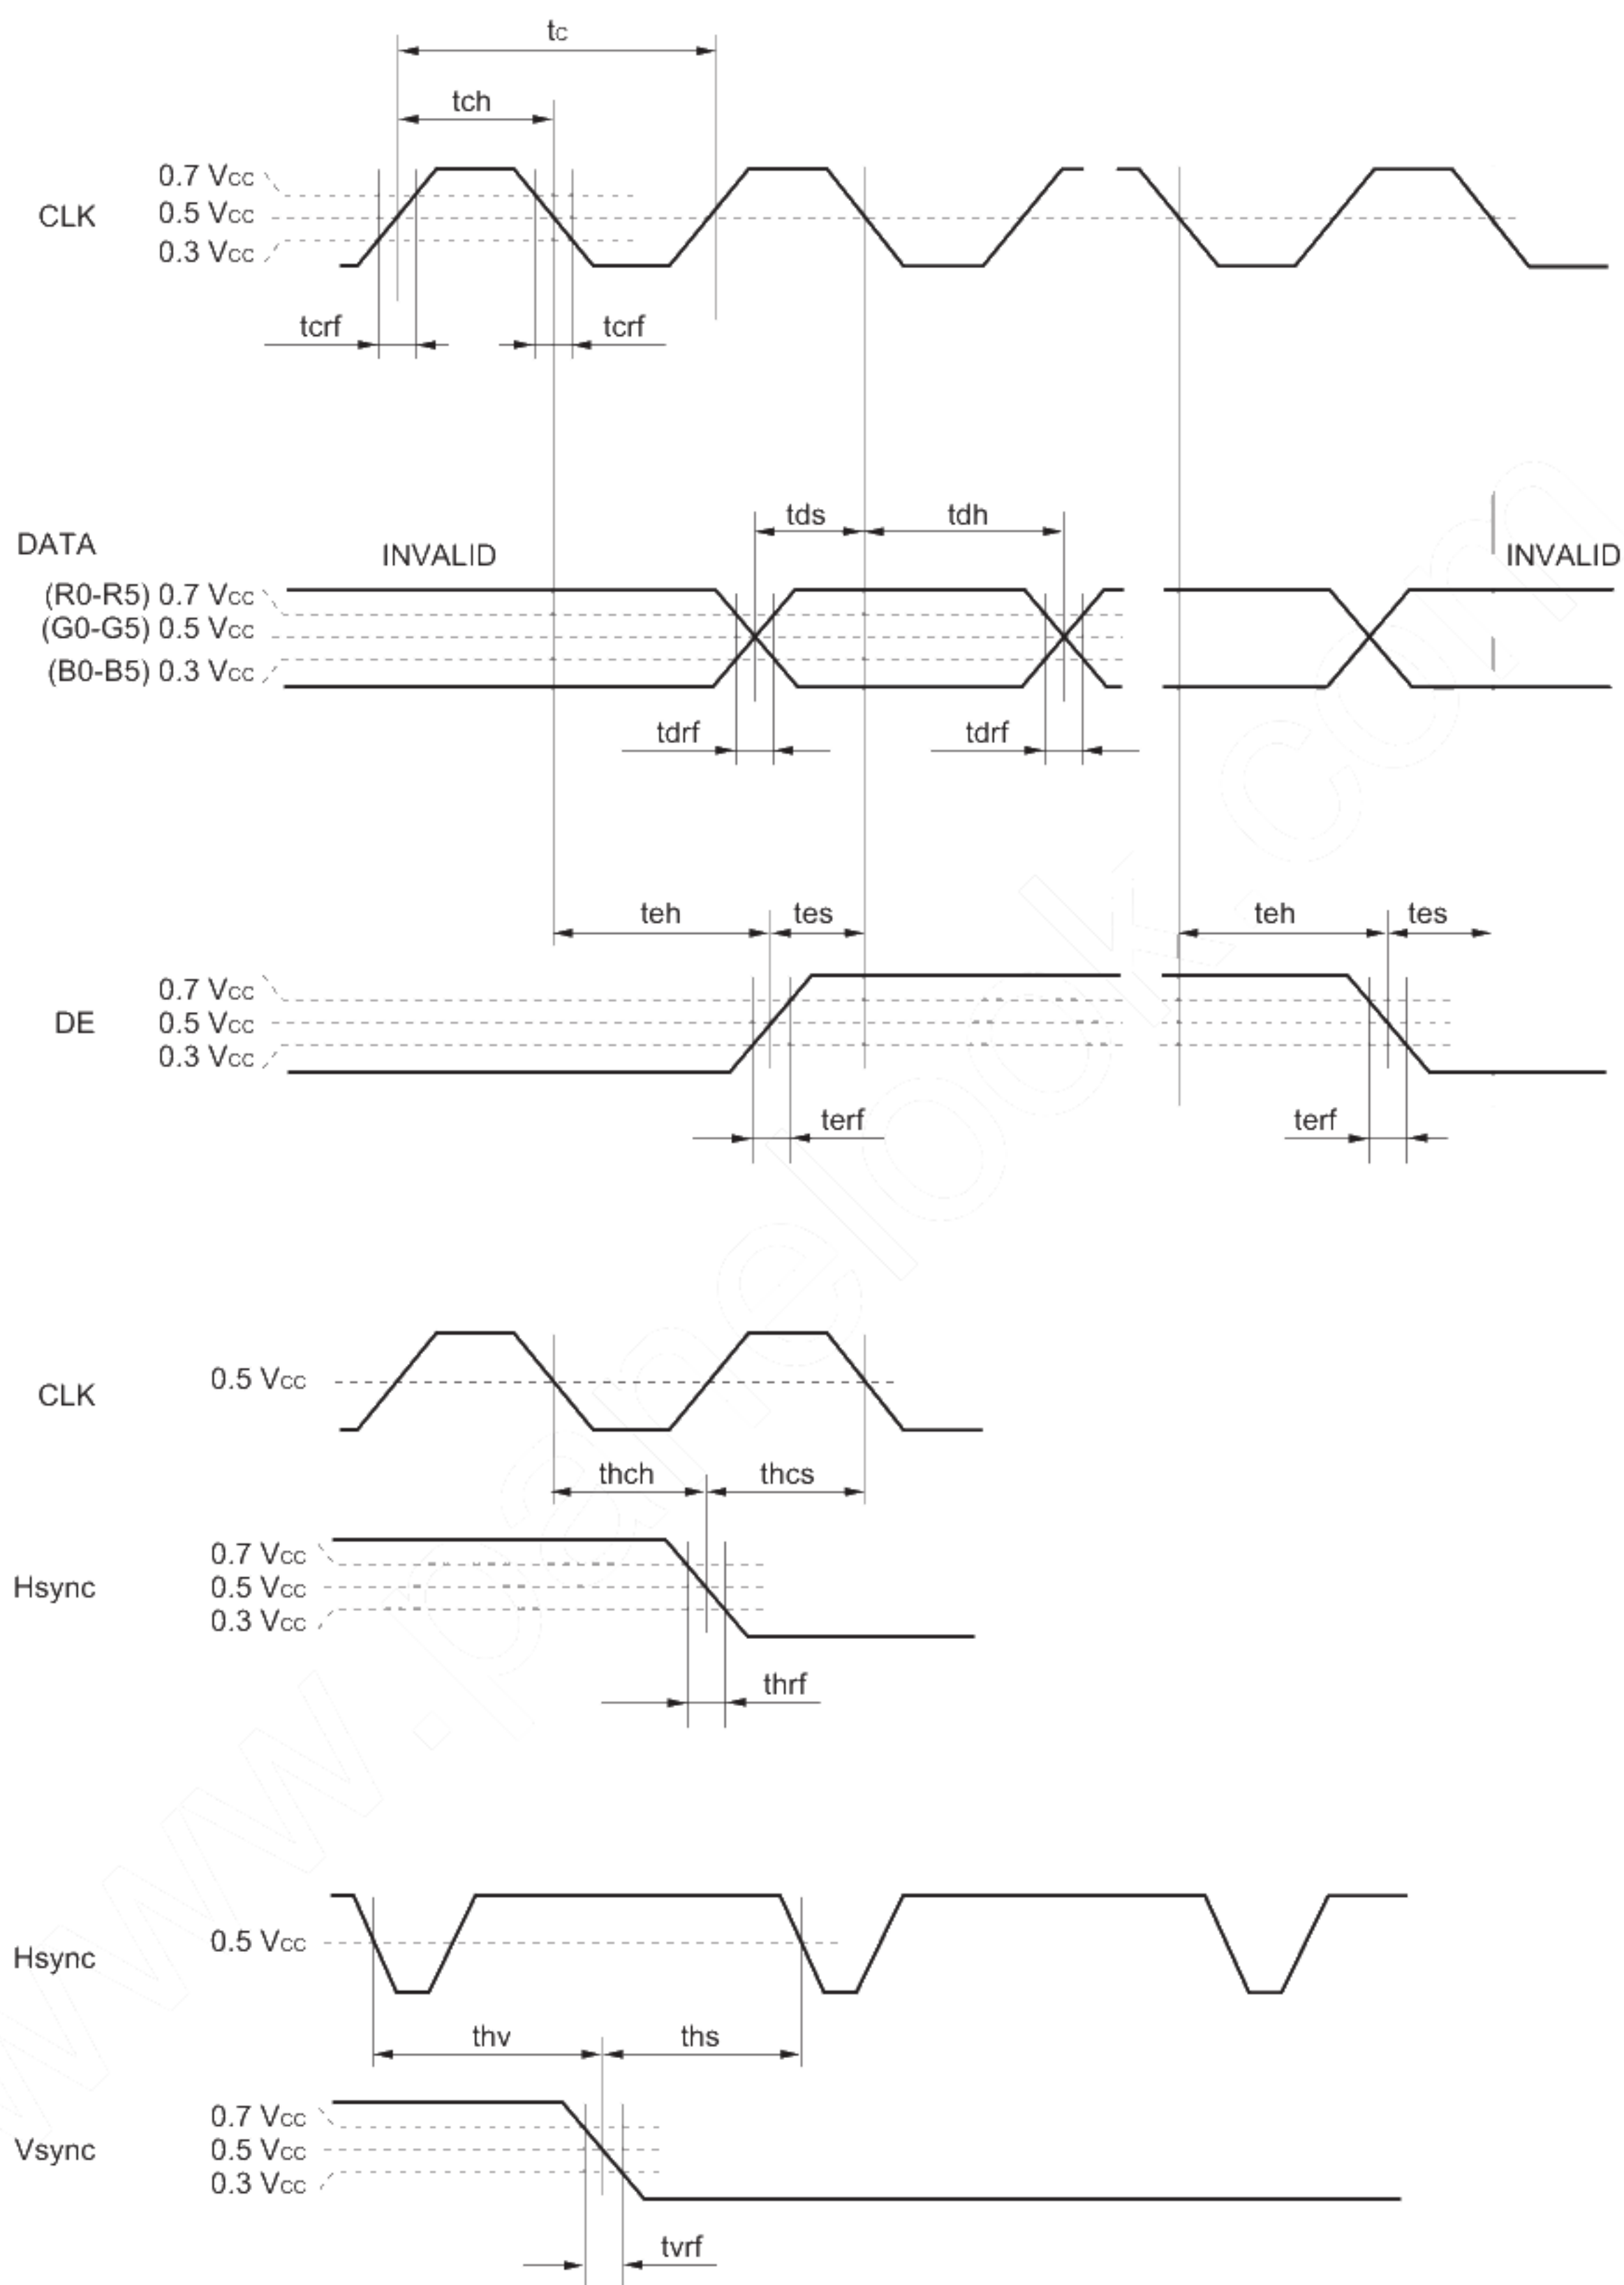 tc
tch
0.7 Vcc
CLK 0.5 Vcc
0.3 Vcc
tcrf tcrf
tds tdh
DATA INVALID INVALID
(R0-R5) 0.7 Vcc
(G0-G5) 0.5 Vcc
(B0-B5) 0.3 Vcc
tdrf tdrf
teh tes teh tes
0.7 Vcc
DE 0.5 Vcc
0.3 Vcc
terf terf
CLK 0.5 Vcc
thch thcs
0.7 Vcc
Hsync 0.5 Vcc
0.3 Vcc
thrf
Hsync 0.5 Vcc
thv ths
0.7 Vcc
Vsync 0.5 Vcc
0.3 Vcc
tvrf
www.panelook.com